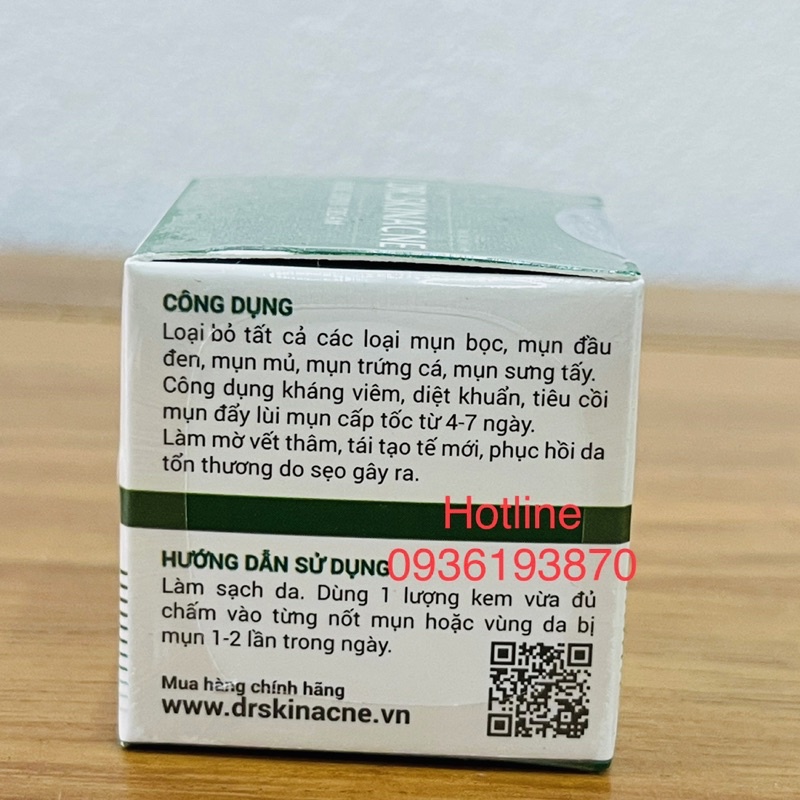 SKINACNE
CÔNG DỤNG
Loại bỏ tất cả các loại mụn bọc, mụn đầu
đen, mụn mủ, mụn trứng cá, mụn sưng tấy.
Công dụng kháng viêm, diệt khuẩn, tiêu cồi
mụn đẩy lùi mụn cấp tốc từ 4-7 ngày.
Làm mờ vết thâm, tái tạo tế mới, phục hồi da
tổn thương do sẹo gây ra.
Hotline
0936193870
HƯỚNG DẪN SỬ DỤNG
Làm sạch da. Dùng 1 lượng kem vừa đủ
chấm vào từng nốt mụn hoặc vùng da bị
mụn 1-2 lần trong ngày.
Mua hàng chính hãng
www.drskinacne.vn